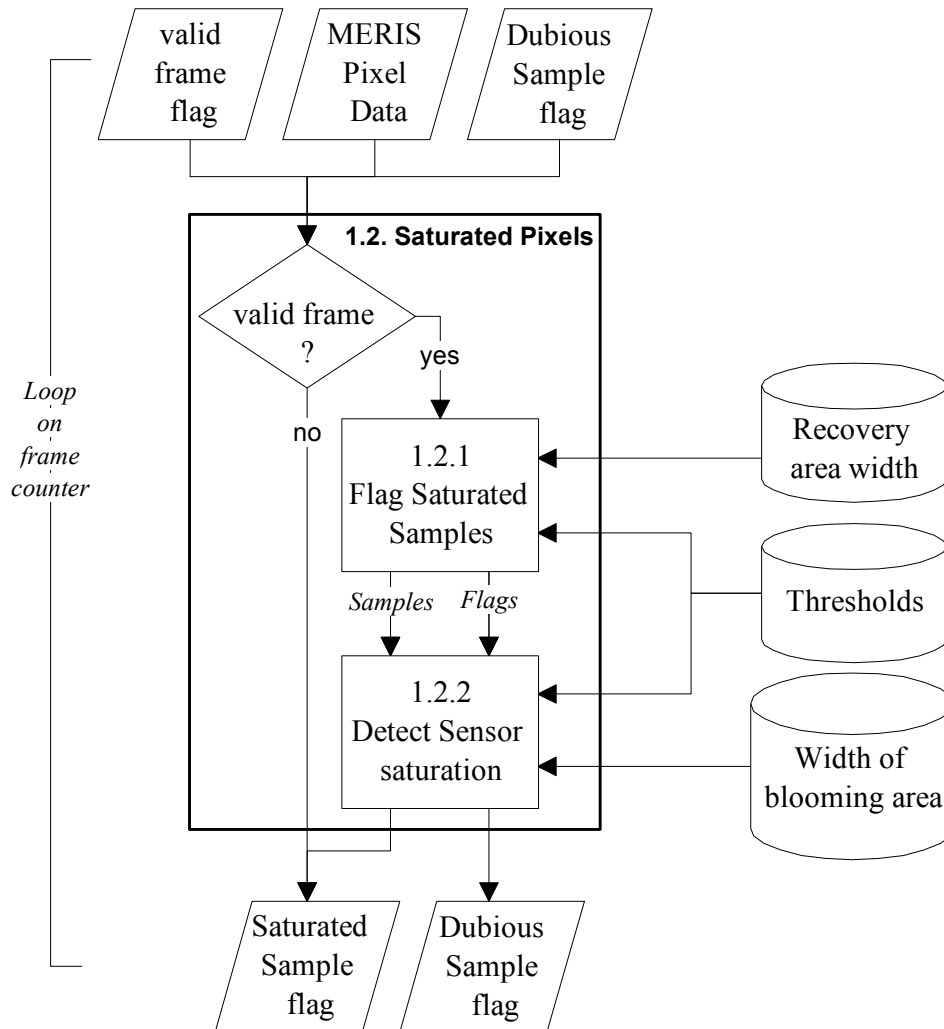 valid
frame
flag
MERIS
Pixel
Data
Dubious
Sample
flag
1.2. Saturated Pixels
valid frame
?
yes
no
Loop
on
frame
counter
1.2.1
Flag Saturated
Samples
Recovery
area width
Samples
Flags
Thresholds
1.2.2
Detect Sensor
saturation
Width of
blooming area
Saturated
Sample
flag
Dubious
Sample
flag